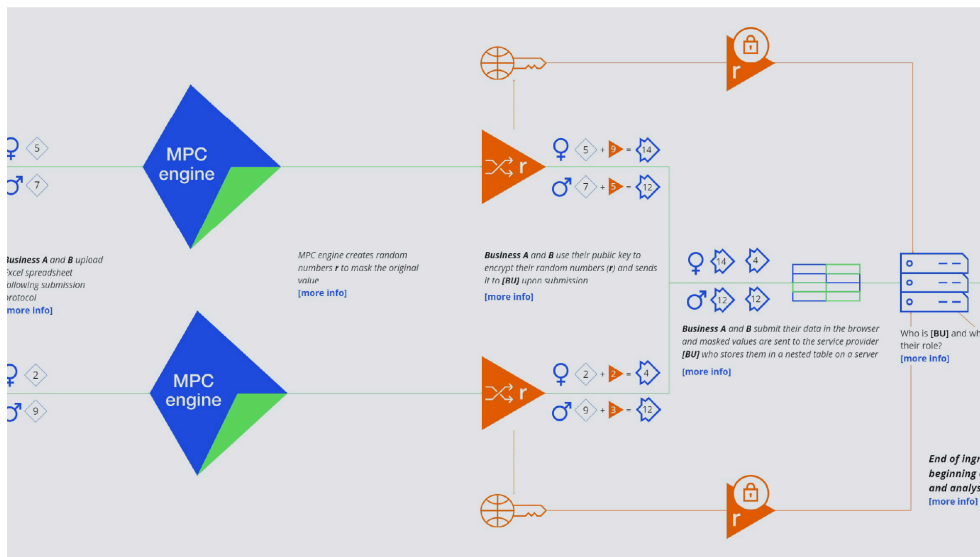 r
5
7
MPC
engine
r
5 + 9 = 14
7 + 5 = 12
Business A and B upload
Excel spreadsheet
following submission
protocol
[more info]
MPC engine creates random
numbers r to mask the original
value
[more info]
Business A and B use their public key to
encrypt their random numbers (r) and sends
it to [BU] upon submission
[more info]
14 4
12 12
Business A and B submit their data in the browser
and masked values are sent to the service provider
[BU] who stores them in a nested table on a server
[more info]
Who is [BU] and wh
their role?
[more info]
2
9
MPC
engine
r
2 + 2 = 4
9 + 3 = 12
End of ingr
beginning
and analys
[more info]
r